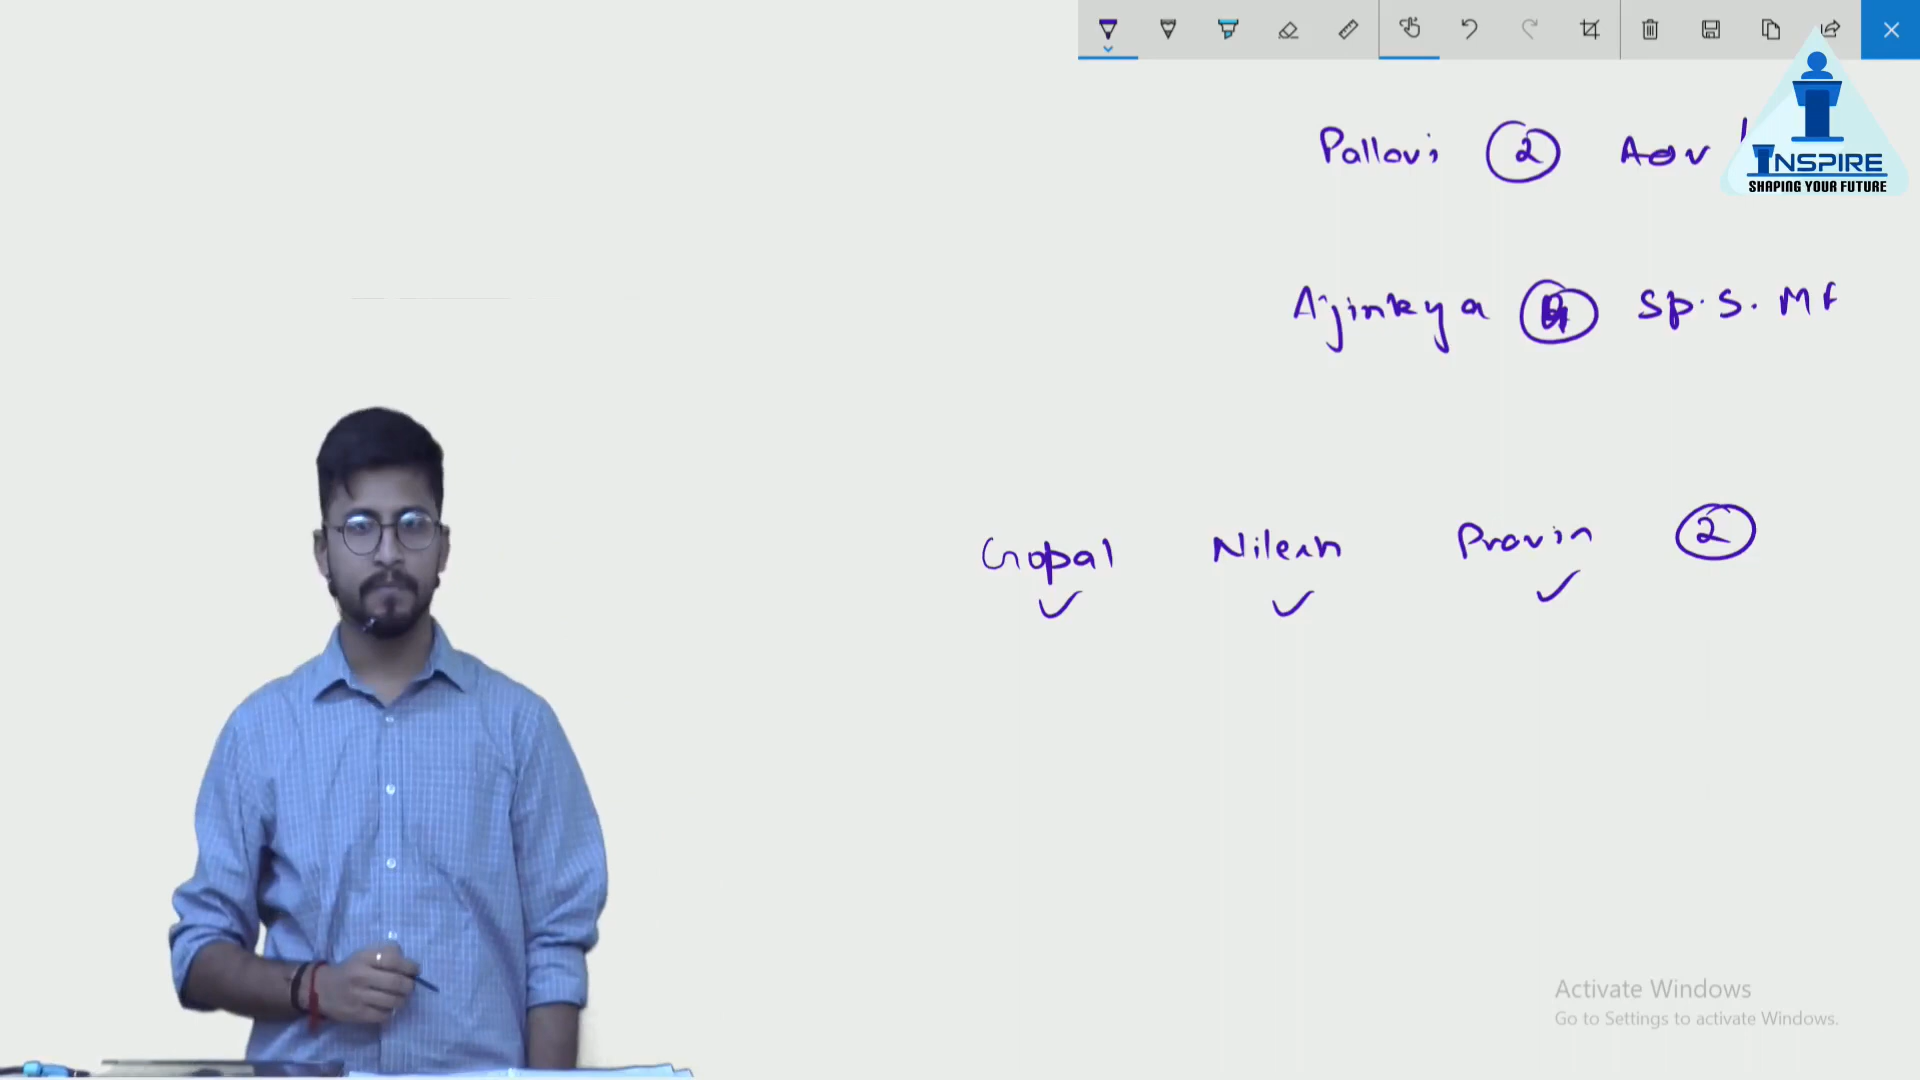 Pallavi 2 Adv
INSPIRE
SHAPING YOUR FUTURE
Ajinkya Sp. S. Mf
Gopal Nilesh Pravin 2
Activate Windows
Go to Settings to activate Windows.